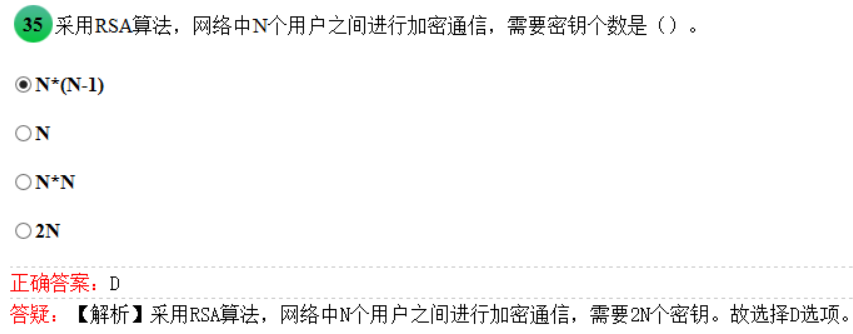 35 采用RSA算法，网络中N个用户之间进行加密通信，需要密钥个数是（）。
N*(N-1)
N
N*N
2N
正确答案：D
答疑：【解析】采用RSA算法，网络中N个用户之间进行加密通信，需要2N个密钥。故选择D选项。